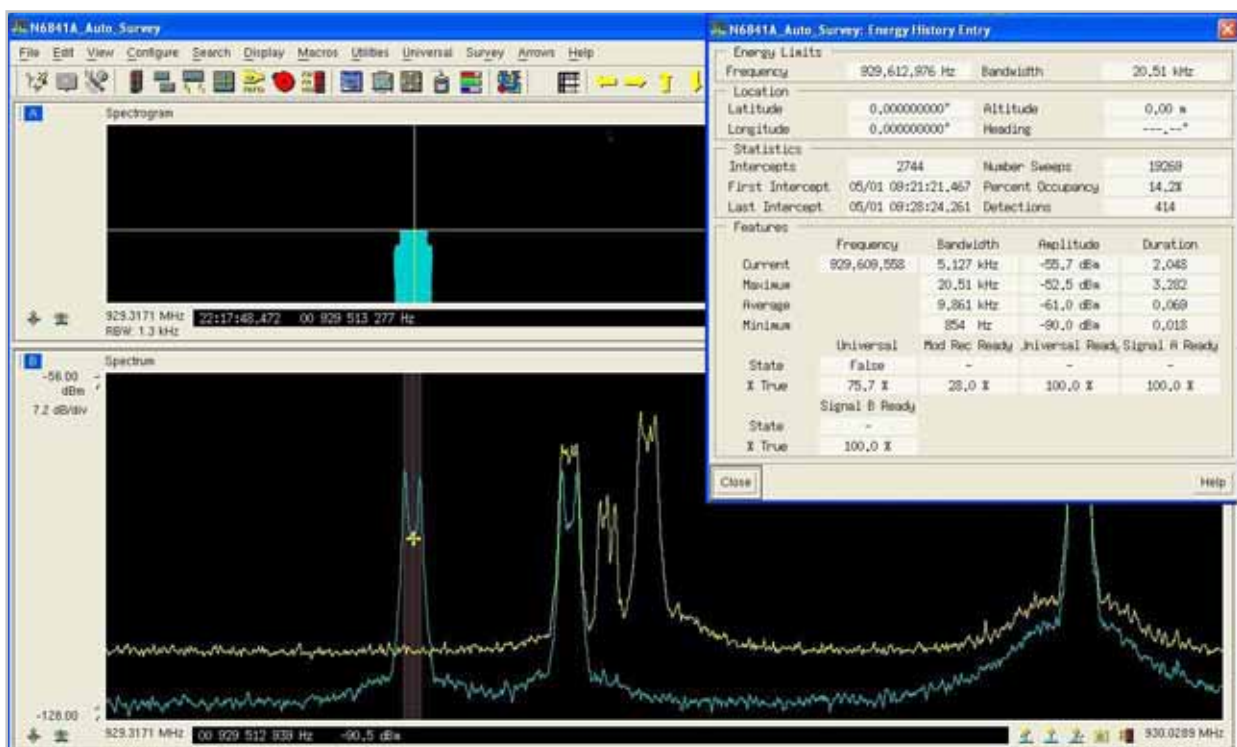 N6841A_Auto_Survey
File Edit View Configure Search Display Macros Utilities Universal Survey Arrows Help
A
Spectrogram
929.3171 MHz 22:17:48.472 00 929 513 277 Hz
RBW: 1.3 kHz
B
Spectrum
-56.00
dBm
7.2 dB/div
-128.00
929.3171 MHz 00 929 512 938 Hz -90.5 dBm 930.0289 MHz
N6841A_Auto_Survey: Energy History Entry
Energy Limits
Frequency 929,612,976 Hz Bandwidth 20.51 kHz
Location
Latitude 0.000000000° Altitude 0.00 m
Longitude 0.000000000° Heading ---.--°
Statistics
Intercepts 2744 Number Sweeps 19268
First Intercept 05/01 09:21:21.467 Percent Occupancy 14.2%
Last Intercept 05/01 09:28:24.261 Detections 414
Features
Frequency Bandwidth Amplitude Duration
Current 929,609,558 5.127 kHz -55.7 dBm 2.048
Maximum 20.51 kHz -52.5 dBm 3.282
Average 9.861 kHz -61.0 dBm 0.069
Minimum 854 Hz -90.0 dBm 0.018
Universal Mod Rec Ready Universal Ready Signal A Ready
State False - - -
% True 75.7 % 28.0 % 100.0 % 100.0 %
Signal B Ready
State -
% True 100.0 %
Close Help